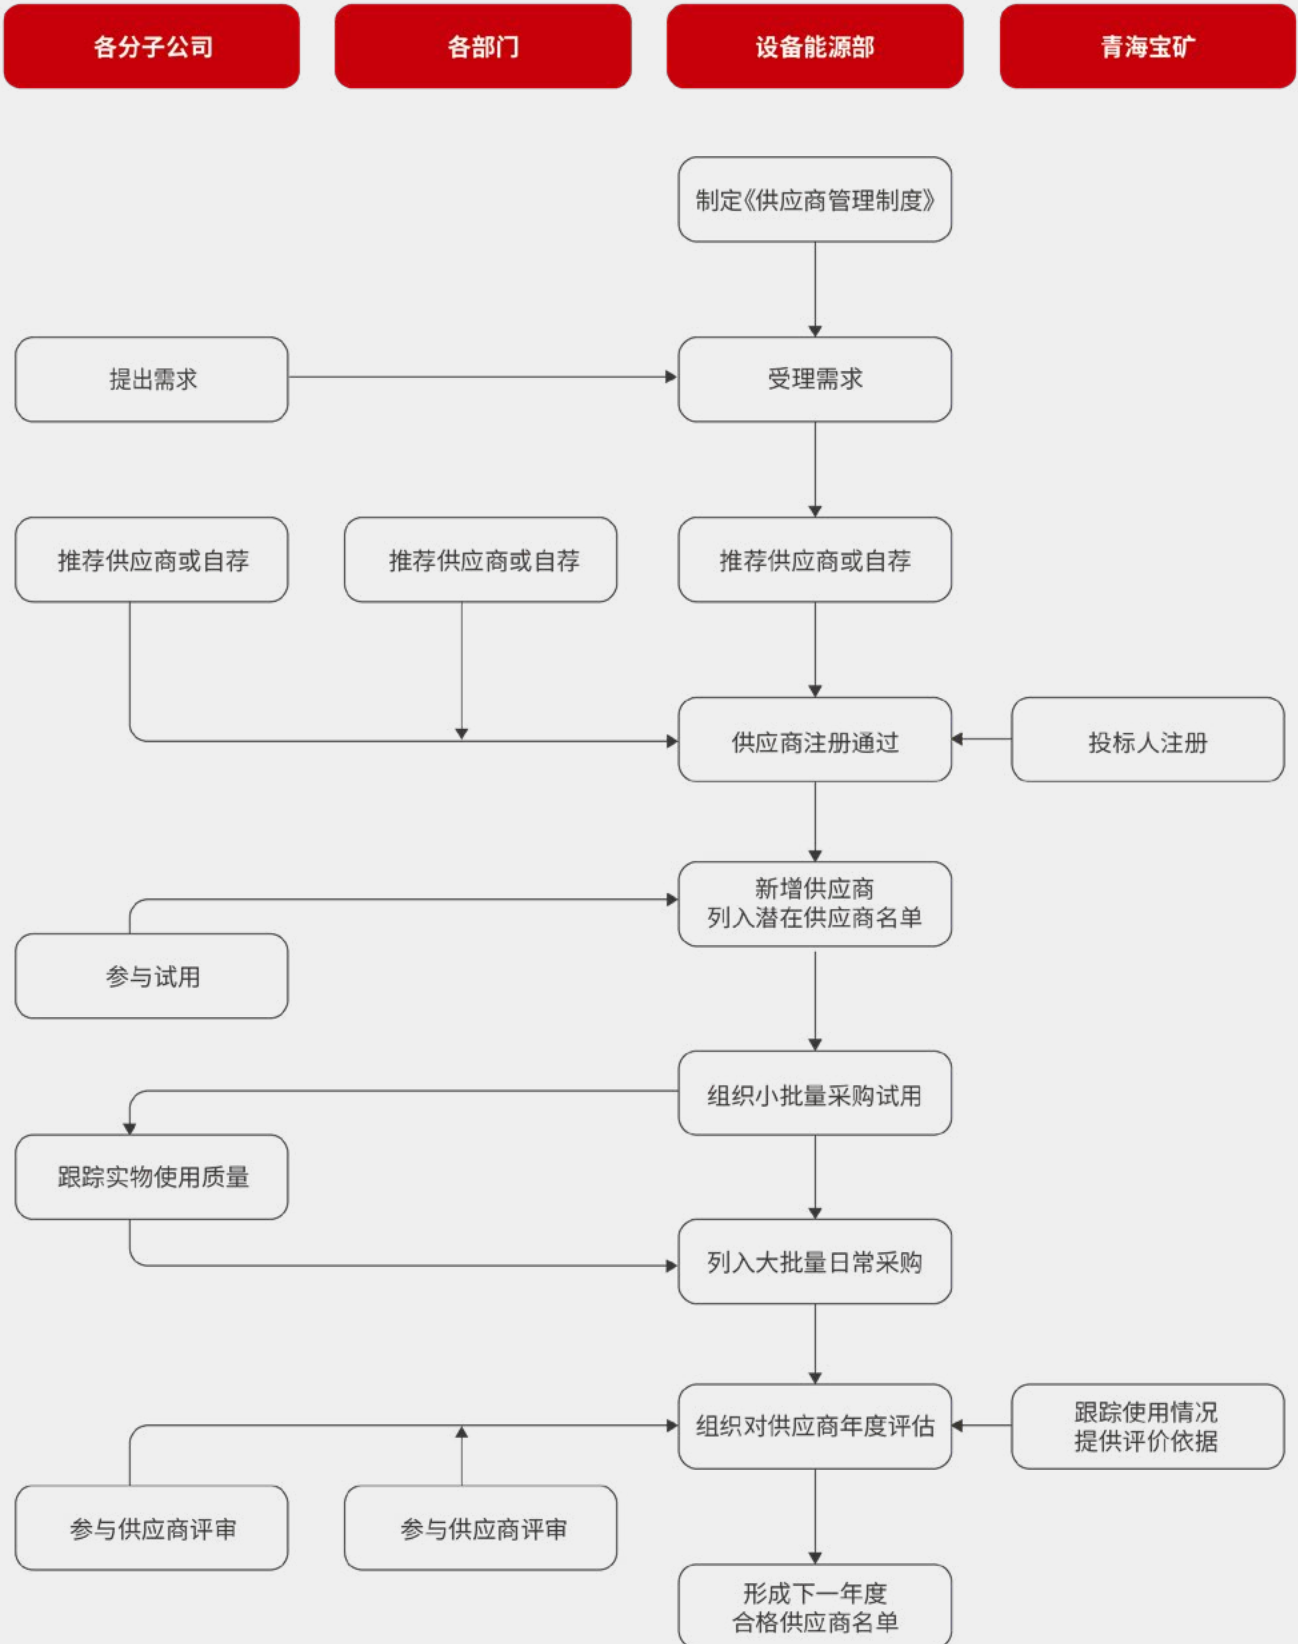 各分子公司
各部门
设备能源部
青海宝矿
制定《供应商管理制度》
提出需求
受理需求
推荐供应商或自荐
推荐供应商或自荐
推荐供应商或自荐
供应商注册通过
投标人注册
新增供应商
列入潜在供应商名单
参与试用
组织小批量采购试用
跟踪实物使用质量
列入大批量日常采购
组织对供应商年度评估
跟踪使用情况
提供评价依据
参与供应商评审
参与供应商评审
形成下一年度
合格供应商名单